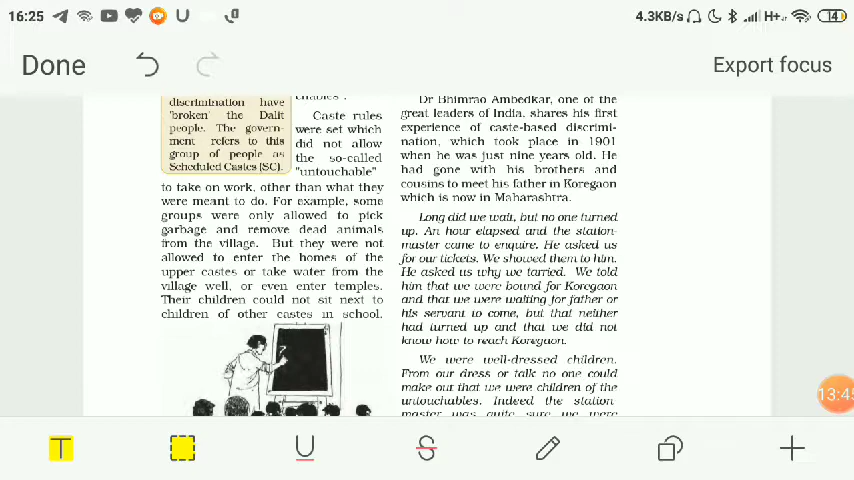 16:25
4.3KB/s
H+
14
Done
Export focus
discrimination have
'broken' the Dalit
people. The govern-
ment refers to this
group of people as
Scheduled Castes (SC).
chables".
Caste rules
were set which
did not allow
the so-called
"untouchable"
to take on work, other than what they
were meant to do. For example, some
groups were only allowed to pick
garbage and remove dead animals
from the village. But they were not
allowed to enter the homes of the
upper castes or take water from the
village well, or even enter temples.
Their children could not sit next to
children of other castes in school.
Dr Bhimrao Ambedkar, one of the
great leaders of India, shares his first
experience of caste-based discrimi-
nation, which took place in 1901
when he was just nine years old. He
had gone with his brothers and
cousins to meet his father in Koregaon
which is now in Maharashtra.
Long did we wait, but no one turned
up. An hour elapsed and the station-
master came to enquire. He asked us
for our tickets. We showed them to him.
He asked us why we tarried. We told
him that we were bound for Koregaon
and that we were waiting for father or
his servant to come, but that neither
had turned up and that we did not
know how to reach Koregaon.
We were well-dressed children.
From our dress or talk no one could
make out that we were children of the
untouchables. Indeed the station-
master was quite sure we were
13:45
T
U
S